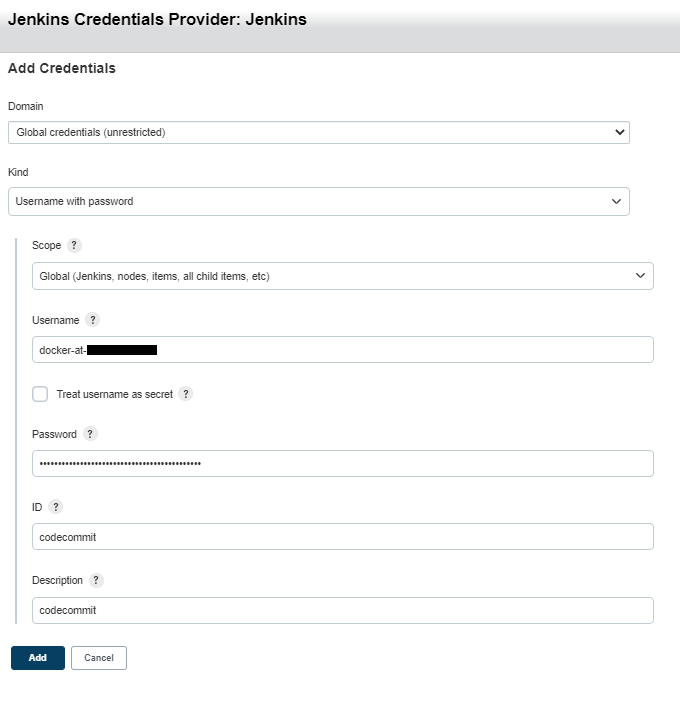 Jenkins Credentials Provider: Jenkins
Add Credentials
Domain
Global credentials (unrestricted)
Kind
Username with password
Scope ?
Global (Jenkins, nodes, items, all child items, etc)
Username ?
docker-at-
Treat username as secret ?
Password ?
ID ?
codecommit
Description ?
codecommit
Add Cancel